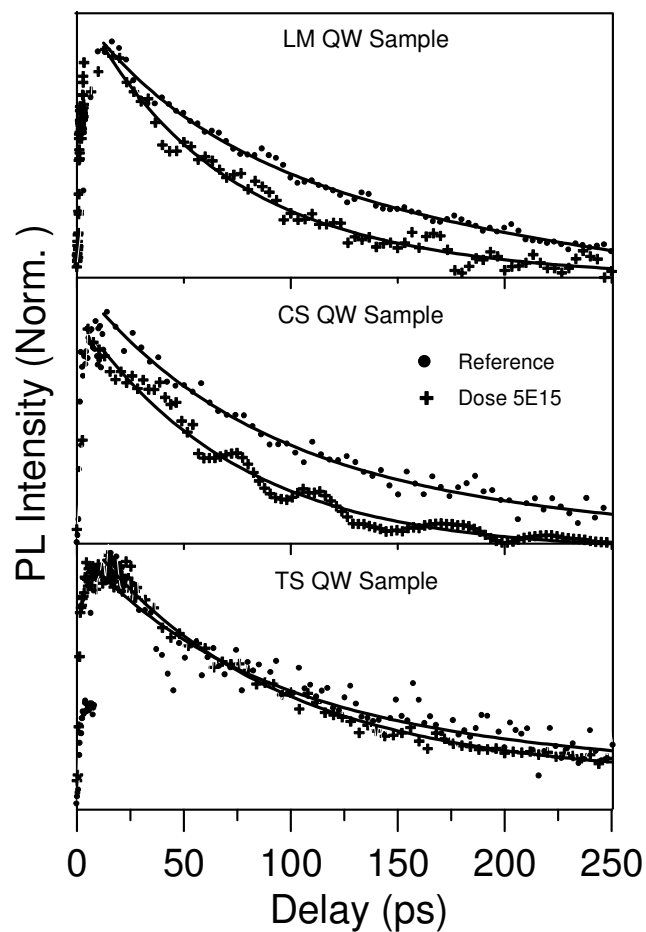 LM QW Sample
CS QW Sample
Reference
Dose 5E15
TS QW Sample
PL Intensity (Norm. )
0 50 100 150 200 250
Delay (ps)